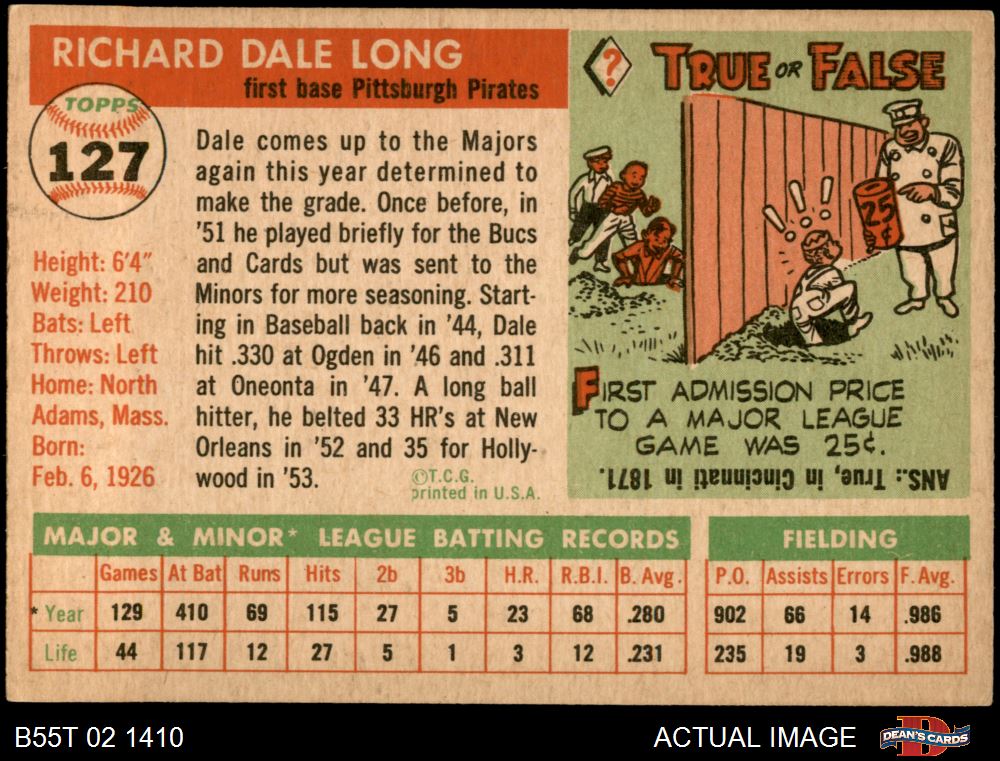 RICHARD DALE LONG
first base Pittsburgh Pirates
TOPPS
127
Height: 6'4"
Weight: 210
Bats: Left
Throws: Left
Home: North
Adams, Mass.
Born:
Feb. 6, 1926
Dale comes up to the Majors
again this year determined to
make the grade. Once before, in
'51 he played briefly for the Bucs
and Cards but was sent to the
Minors for more seasoning. Start-
ing in Baseball back in '44, Dale
hit .330 at Ogden in '46 and .311
at Oneonta in '47. A long ball
hitter, he belted 33 HR's at New
Orleans in '52 and 35 for Holly-
wood in '53.
©T.C.G.
printed in U.S.A.
?
TRUE OR FALSE
! ! !
25¢
FIRST ADMISSION PRICE
TO A MAJOR LEAGUE
GAME WAS 25¢.
ANS.: True, in Cincinnati in 1871.
MAJOR & MINOR* LEAGUE BATTING RECORDS
Games At Bat Runs Hits 2b 3b H.R. R.B.I. B. Avg.
* Year 129 410 69 115 27 5 23 68 .280
Life 44 117 12 27 5 1 3 12 .231
FIELDING
P.O. Assists Errors F. Avg.
902 66 14 .986
235 19 3 .988
B55T 02 1410
ACTUAL IMAGE
D
DEAN'S CARDS